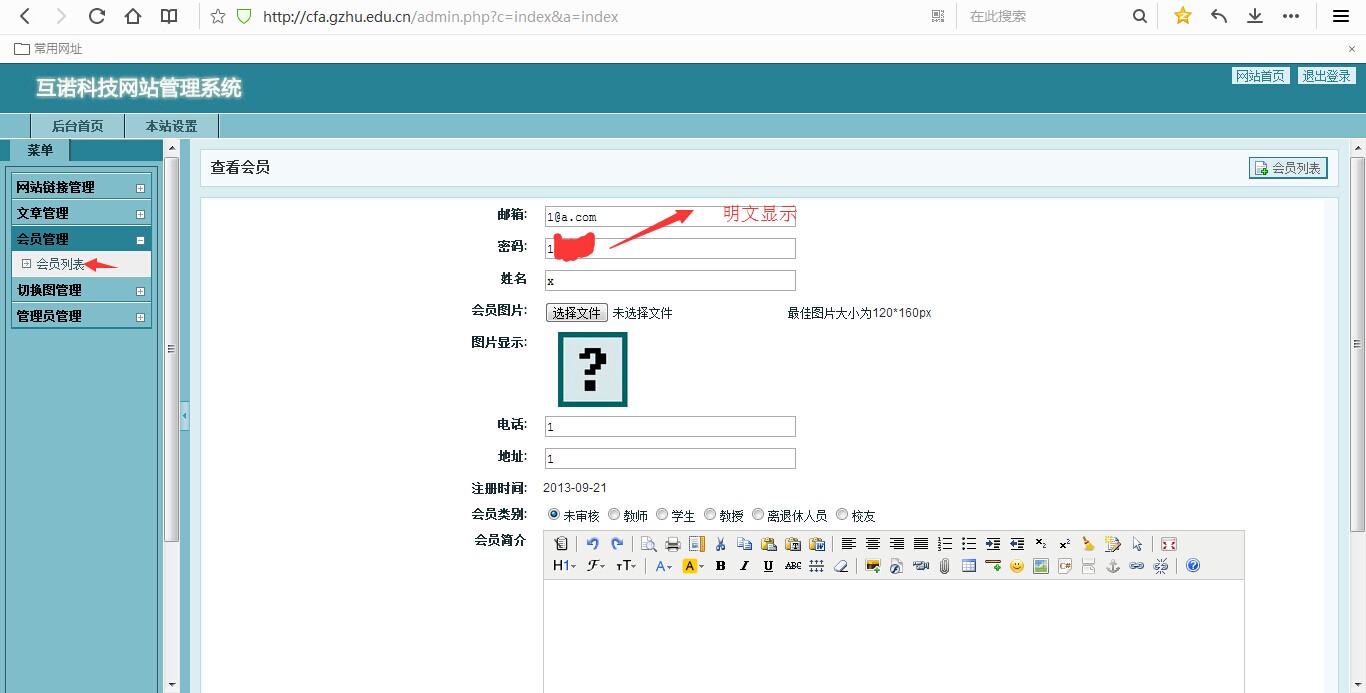 http://cfa.gzhu.edu.cn/admin.php?c=index&a=index
在此搜索
常用网址
互诺科技网站管理系统
网站首页 退出登录
后台首页 本站设置
菜单
网站链接管理
文章管理
会员管理
会员列表
切换图管理
管理员管理
查看会员
会员列表
邮箱: 1@a.com 明文显示
密码: 1
姓名 x
会员图片: 选择文件 未选择文件 最佳图片大小为120*160px
图片显示: ?
电话: 1
地址: 1
注册时间: 2013-09-21
会员类别: 未审核 教师 学生 教授 离退休人员 校友
会员简介
H1 F TT A A B I U ABC